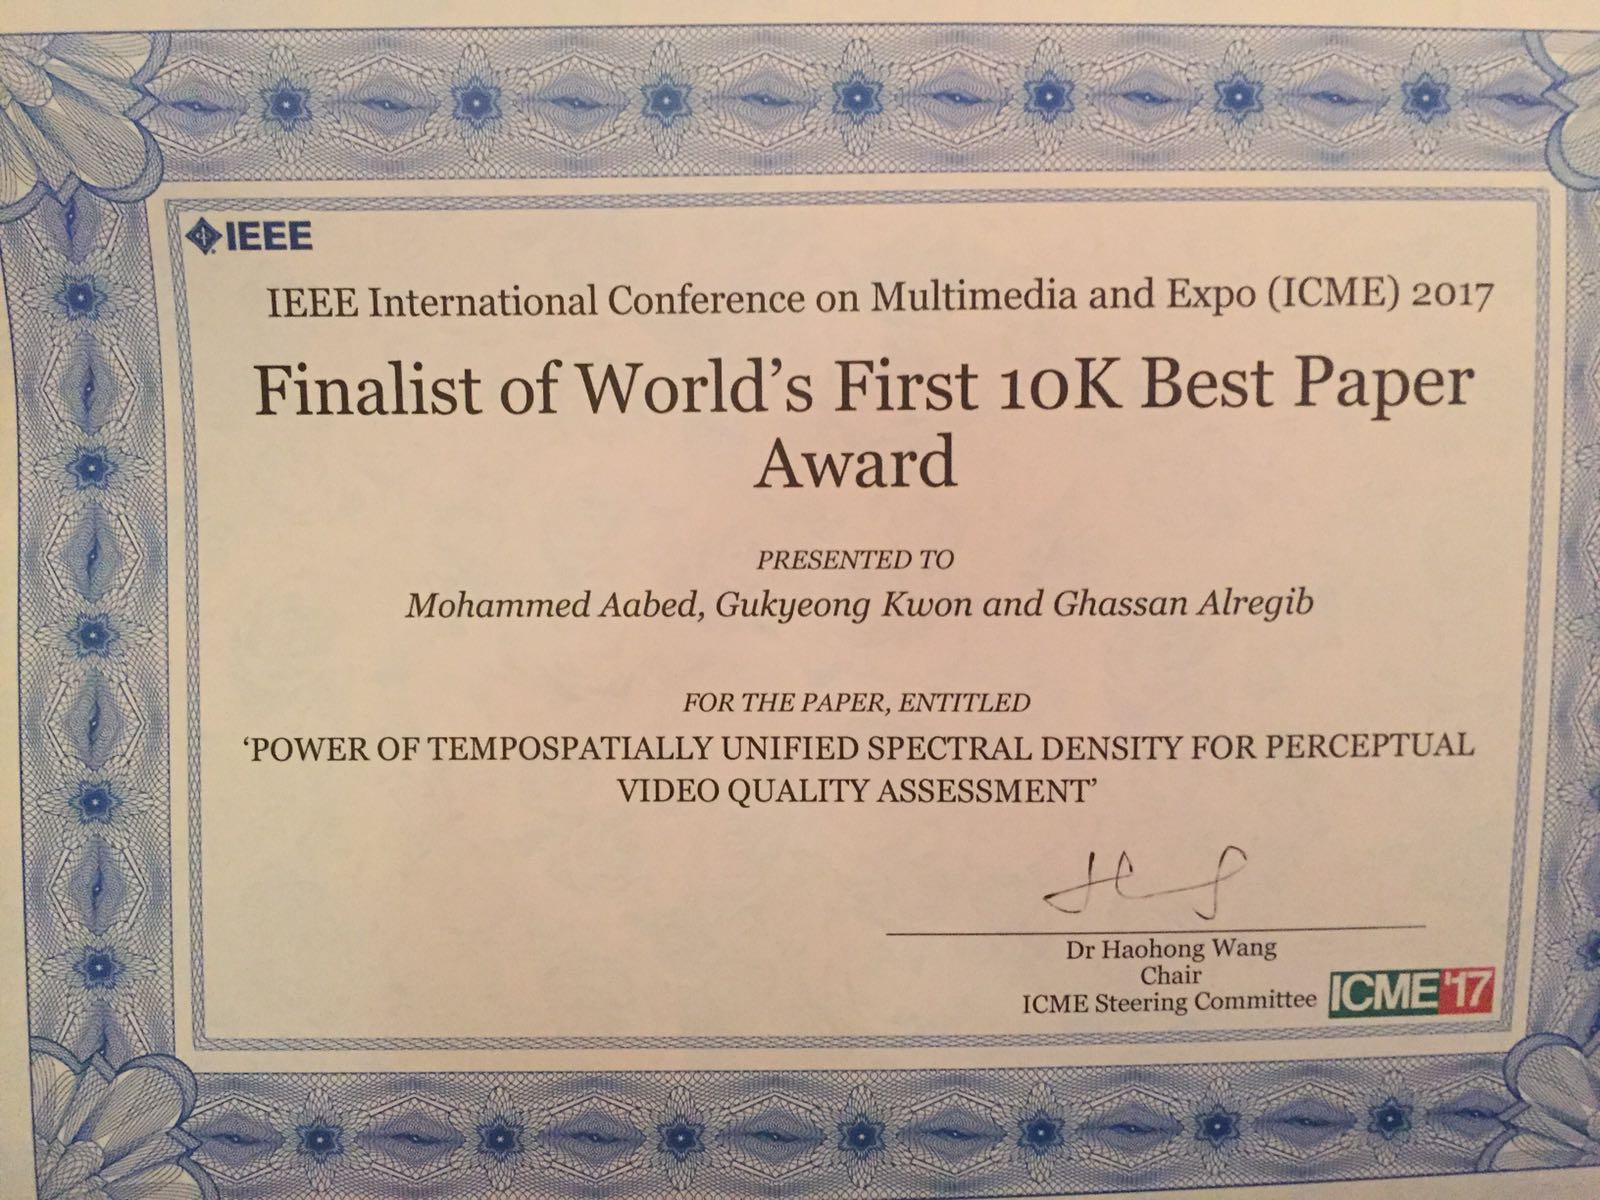 IEEE
IEEE International Conference on Multimedia and Expo (ICME) 2017
Finalist of World's First 10K Best Paper
Award
PRESENTED TO
Mohammed Aabed, Gukyeong Kwon and Ghassan Alregib
FOR THE PAPER, ENTITLED
‘POWER OF TEMPOSPATIALLY UNIFIED SPECTRAL DENSITY FOR PERCEPTUAL
VIDEO QUALITY ASSESSMENT’
Dr Haohong Wang
Chair
ICME Steering Committee
ICME'17